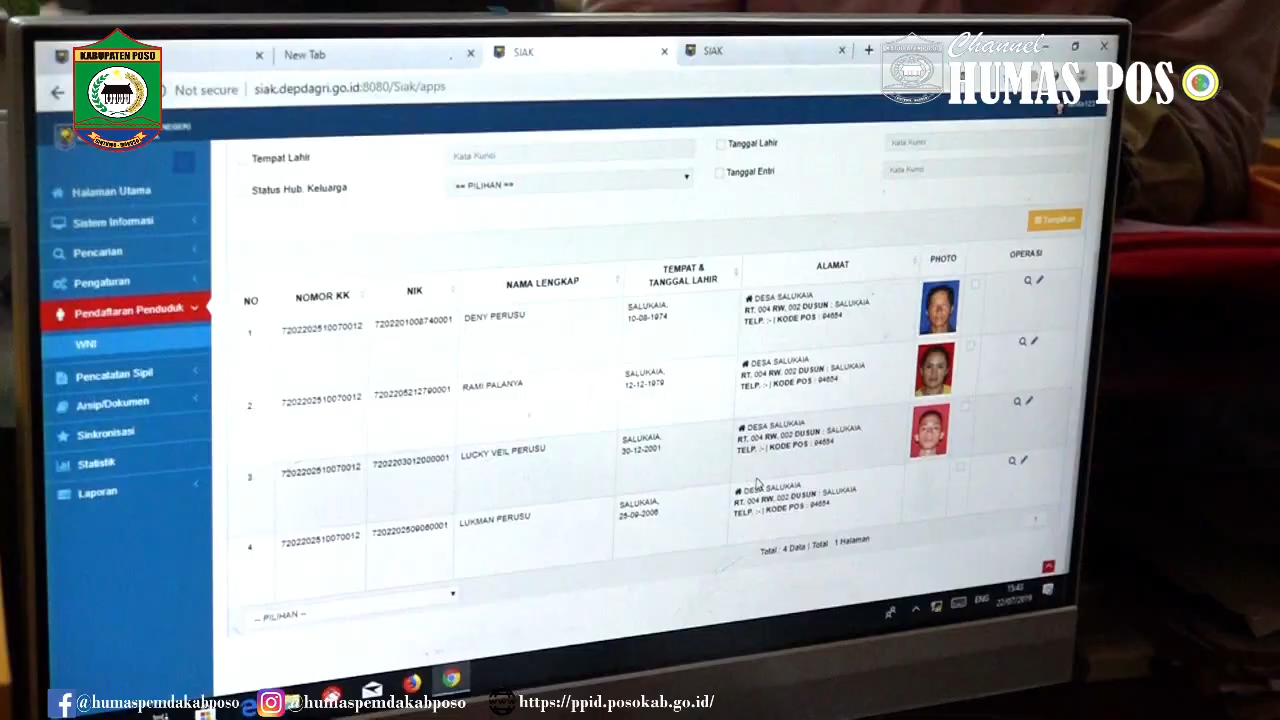 KABUPATEN POSO
SINTUWU - MAROSO
Channel
HUMAS POSO
New Tab
SIAK
SIAK
Not secure | siak.depdagri.go.id:8080/Siak/apps
Halaman Utama
Sistem Informasi
Pencarian
Pengaturan
Pendaftaran Penduduk
WNI
Pencatatan Sipil
Arsip/Dokumen
Sinkronisasi
Statistik
Laporan
Tempat Lahir Kata Kunci Tanggal Lahir Kata Kunci
Status Hub. Keluarga == PILIHAN == Tanggal Entri Kata Kunci
Tampilkan
NO NOMOR KK NIK NAMA LENGKAP TEMPAT & TANGGAL LAHIR ALAMAT PHOTO OPERASI
1 7202202510070012 7202201008740001 DENY PERUSU SALUKAIA, 10-08-1974 DESA SALUKAIA
RT. 004 RW. 002 DUSUN : SALUKAIA
TELP. :- | KODE POS : 94654
2 7202202510070012 7202205212790001 RAMI PALANYA SALUKAIA, 12-12-1979 DESA SALUKAIA
RT. 004 RW. 002 DUSUN : SALUKAIA
TELP. :- | KODE POS : 94654
3 7202202510070012 7202203012000001 LUCKY VEIL PERUSU SALUKAIA, 30-12-2001 DESA SALUKAIA
RT. 004 RW. 002 DUSUN : SALUKAIA
TELP. :- | KODE POS : 94654
4 7202202510070012 7202202509060001 LUKMAN PERUSU SALUKAIA, 25-09-2006 DESA SALUKAIA
RT. 004 RW. 002 DUSUN : SALUKAIA
TELP. :- | KODE POS : 94654
1
Total : 4 Data | Total 1 Halaman
-- PILIHAN --
ENG
15:43
22/07/2019
@humaspemdakabposo @humaspemdakabposo https://ppid.posokab.go.id/